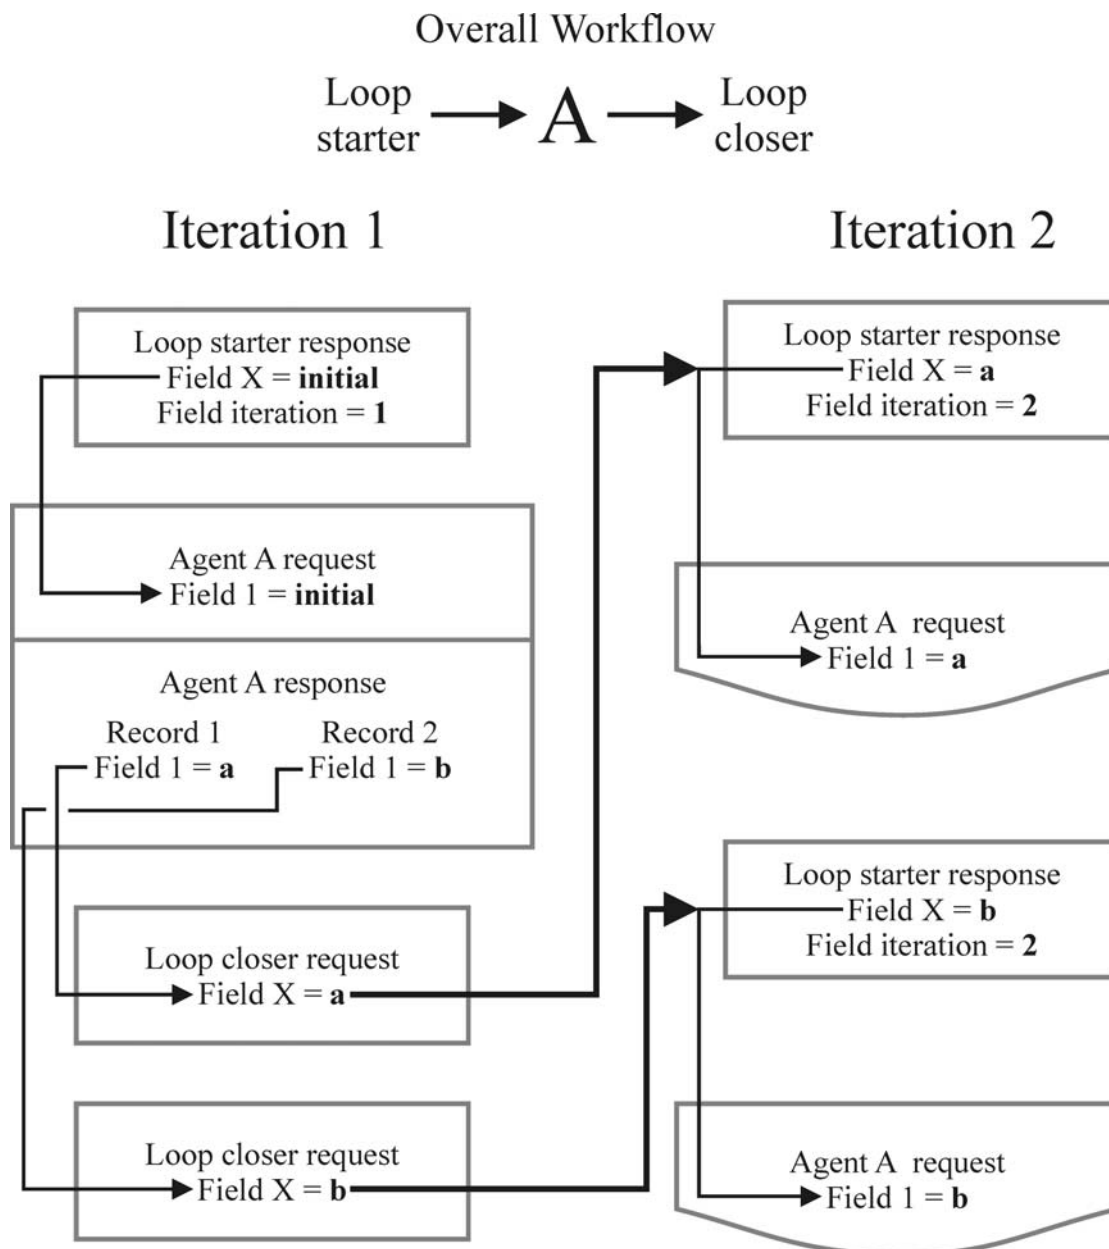 Overall Workflow
Loop
starter
A
Loop
closer
Iteration 1
Loop starter response
Field X = initial
Field iteration = 1
Agent A request
Field 1 = initial
Agent A response
Record 1
Field 1 = a
Record 2
Field 1 = b
Loop closer request
Field X = a
Loop closer request
Field X = b
Iteration 2
Loop starter response
Field X = a
Field iteration = 2
Agent A request
Field 1 = a
Loop starter response
Field X = b
Field iteration = 2
Agent A request
Field 1 = b